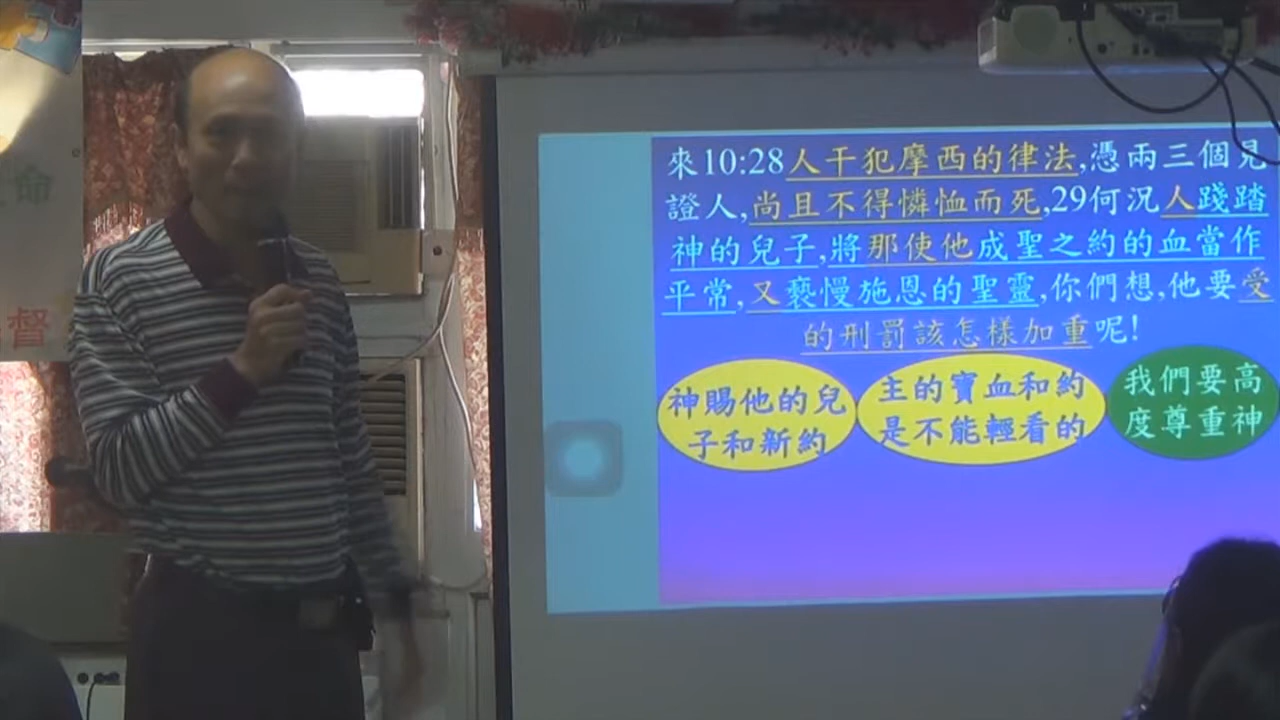 命
督
來10:28人干犯摩西的律法,憑兩三個見
證人,尚且不得憐恤而死,29何況人踐踏
神的兒子,將那使他成聖之約的血當作
平常,又褻慢施恩的聖靈,你們想,他要受
的刑罰該怎樣加重呢!
神賜他的兒
子和新約
主的寶血和約
是不能輕看的
我們要高
度尊重神